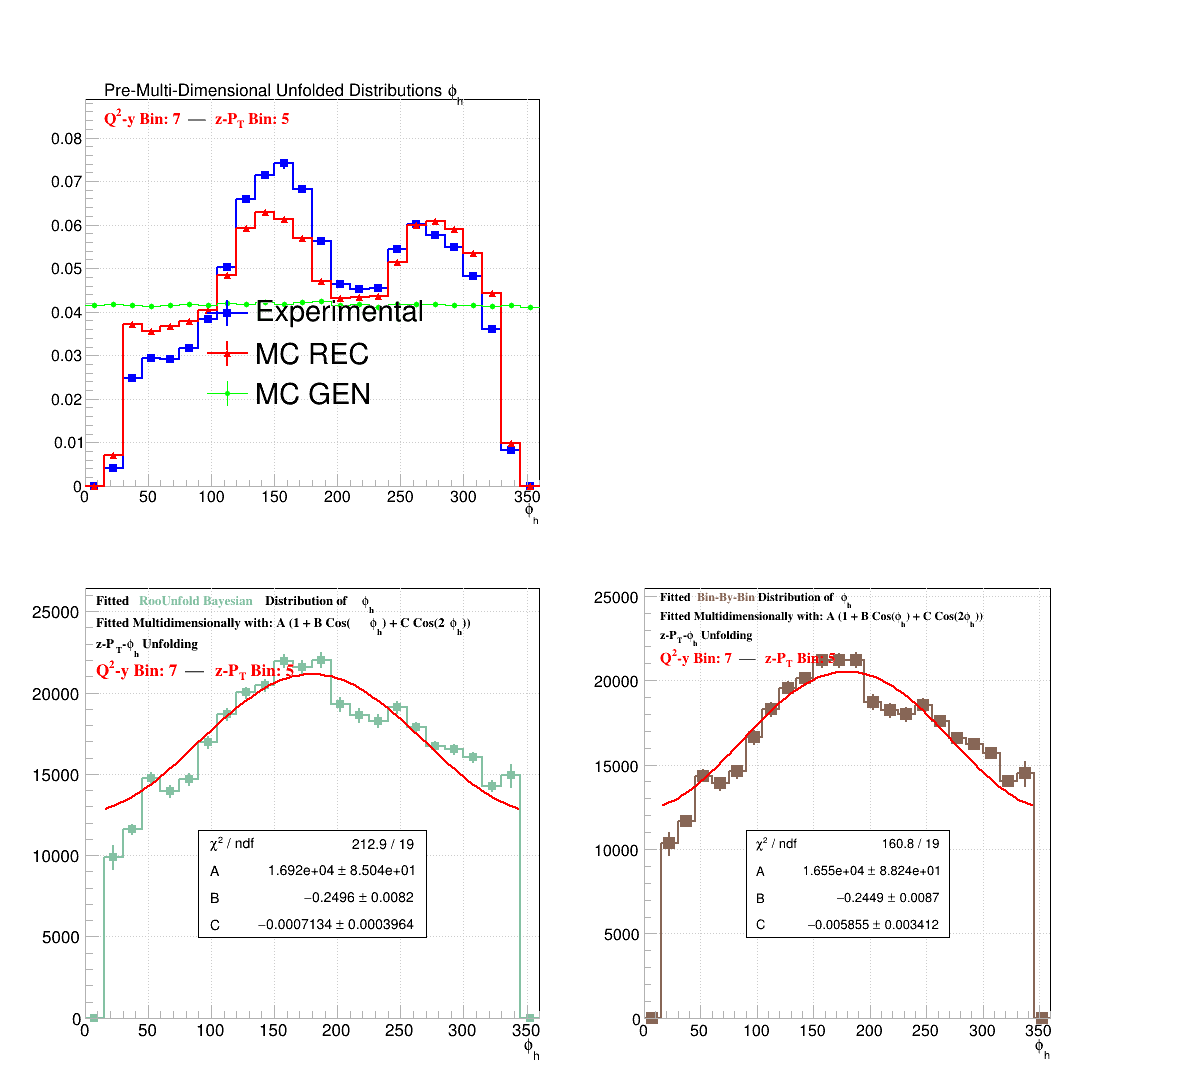 Pre-Multi-Dimensional Unfolded Distributions ϕh
Q2-y Bin: 7 — z-PT Bin: 5
0.08
0.07
0.06
0.05
0.04
0.03
0.02
0.01
0
Experimental
MC REC
MC GEN
0 50 100 150 200 250 300 350
ϕh
Fitted RooUnfold Bayesian Distribution of ϕh
Fitted Multidimensionally with: A (1 + B Cos( ϕh) + C Cos(2 ϕh))
z-PT-ϕh Unfolding
Q2-y Bin: 7 — z-PT Bin: 5
25000
20000
15000
10000
5000
0
χ2 / ndf 212.9 / 19
A 1.692e+04 ± 8.504e+01
B −0.2496 ± 0.0082
C −0.0007134 ± 0.0003964
0 50 100 150 200 250 300 350
ϕh
Fitted Bin-By-Bin Distribution of ϕh
Fitted Multidimensionally with: A (1 + B Cos(ϕh) + C Cos(2ϕh))
z-PT-ϕh Unfolding
Q2-y Bin: 7 — z-PT Bin: 5
25000
20000
15000
10000
5000
0
χ2 / ndf 160.8 / 19
A 1.655e+04 ± 8.824e+01
B −0.2449 ± 0.0087
C −0.005855 ± 0.003412
0 50 100 150 200 250 300 350
ϕh